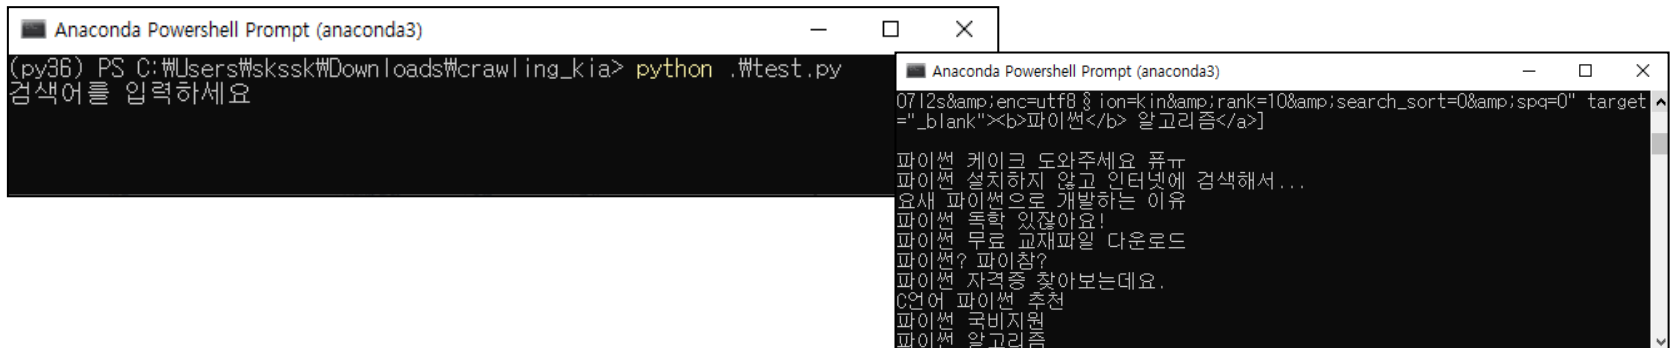 Anaconda Powershell Prompt (anaconda3)
(py36) PS C:₩Users₩skssk₩Downloads₩crawling_kia> python .₩test.py
검색어를 입력하세요
Anaconda Powershell Prompt (anaconda3)
07l2s&amp;enc=utf8§ion=kin&amp;rank=10&amp;search_sort=0&amp;spq=0" target
="_blank"><b>파이썬</b> 알고리즘</a>]
파이썬 케이크 도와주세요 퓨ㅠ
파이썬 설치하지 않고 인터넷에 검색해서...
요새 파이썬으로 개발하는 이유
파이썬 독학 있잖아요!
파이썬 무료 교재파일 다운로드
파이썬? 파이참?
파이썬 자격증 찾아보는데요.
C언어 파이썬 추천
파이썬 국비지원
파이썬 알고리즘